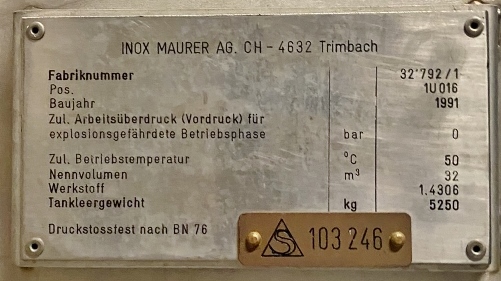 INOX MAURER AG. CH - 4632 Trimbach
Fabriknummer 32'792/1
Pos. 1U016
Baujahr 1991
Zul. Arbeitsüberdruck (Vordruck) für
explosionsgefährdete Betriebsphase bar 0
Zul. Betriebstemperatur °C 50
Nennvolumen m³ 32
Werkstoff 1.4306
Tankleergewicht kg 5250
Druckstossfest nach BN 76
S 103 246